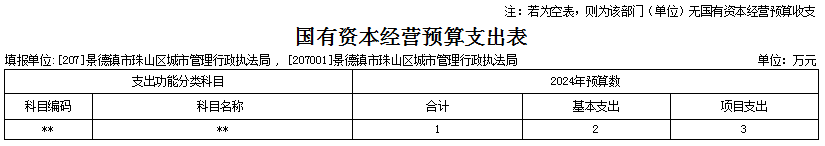 注：若为空表，则为该部门（单位）无国有资本经营预算收支
国有资本经营预算支出表
填报单位:[207]景德镇市珠山区城市管理行政执法局 , [207001]景德镇市珠山区城市管理行政执法局 单位：万元
支出功能分类科目 2024年预算数
科目编码 科目名称 合计 基本支出 项目支出
** ** 1 2 3